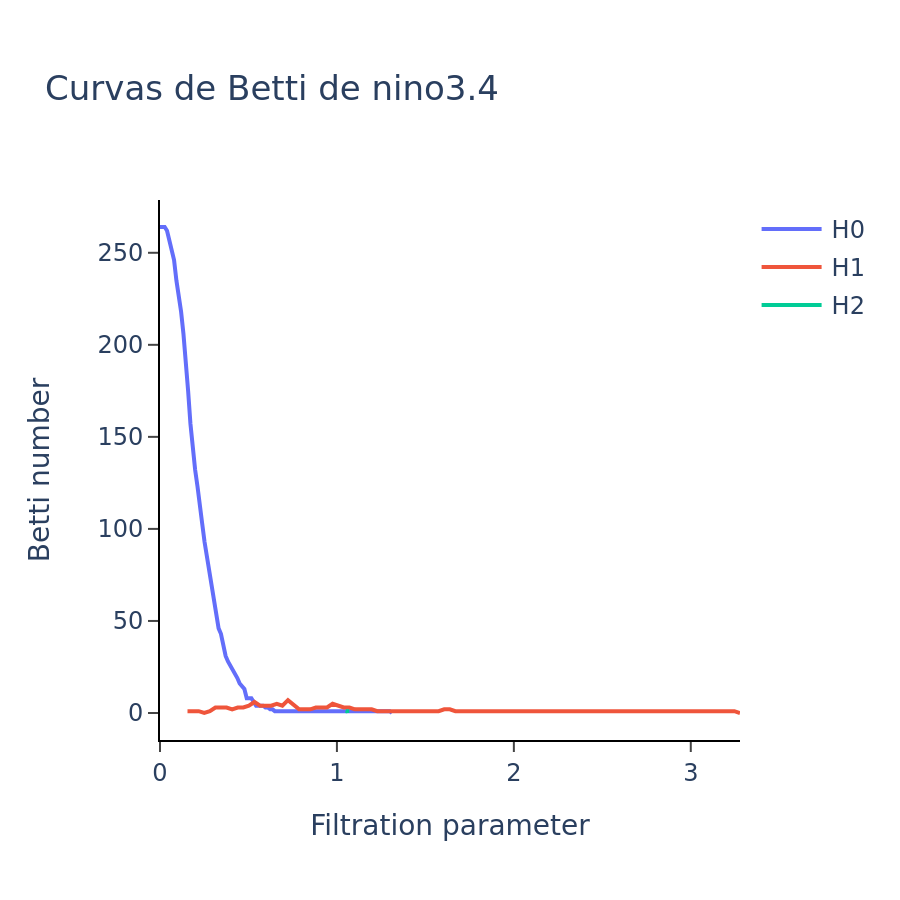 Curvas de Betti de nino3.4
H0
H1
H2
250
200
150
100
50
0
Betti number
0 1 2 3
Filtration parameter